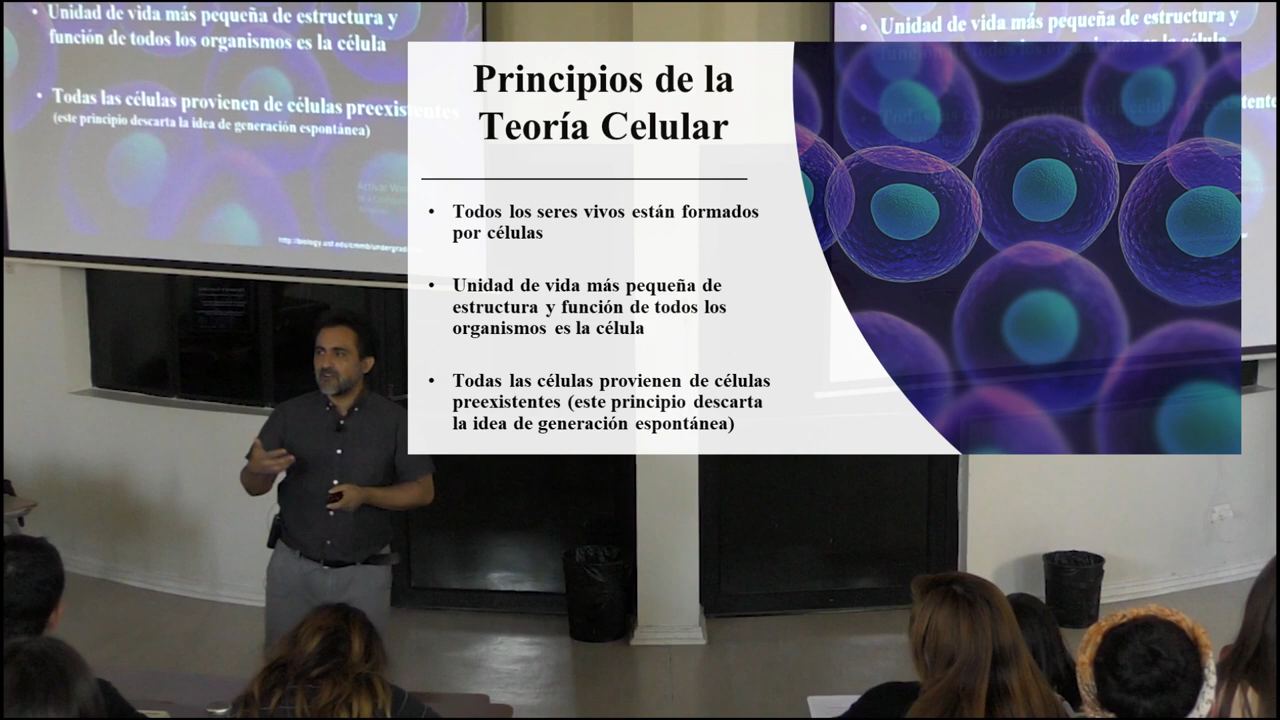 Unidad de vida más pequeña de estructura y
función de todos los organismos es la célula
Todas las células provienen de células preexistentes
(este principio descarta la idea de generación espontánea)
Principios de la
Teoría Celular
• Todos los seres vivos están formados
por células
• Unidad de vida más pequeña de
estructura y función de todos los
organismos es la célula
• Todas las células provienen de células
preexistentes (este principio descarta
la idea de generación espontánea)
• Unidad de vida más pequeña de estructura y